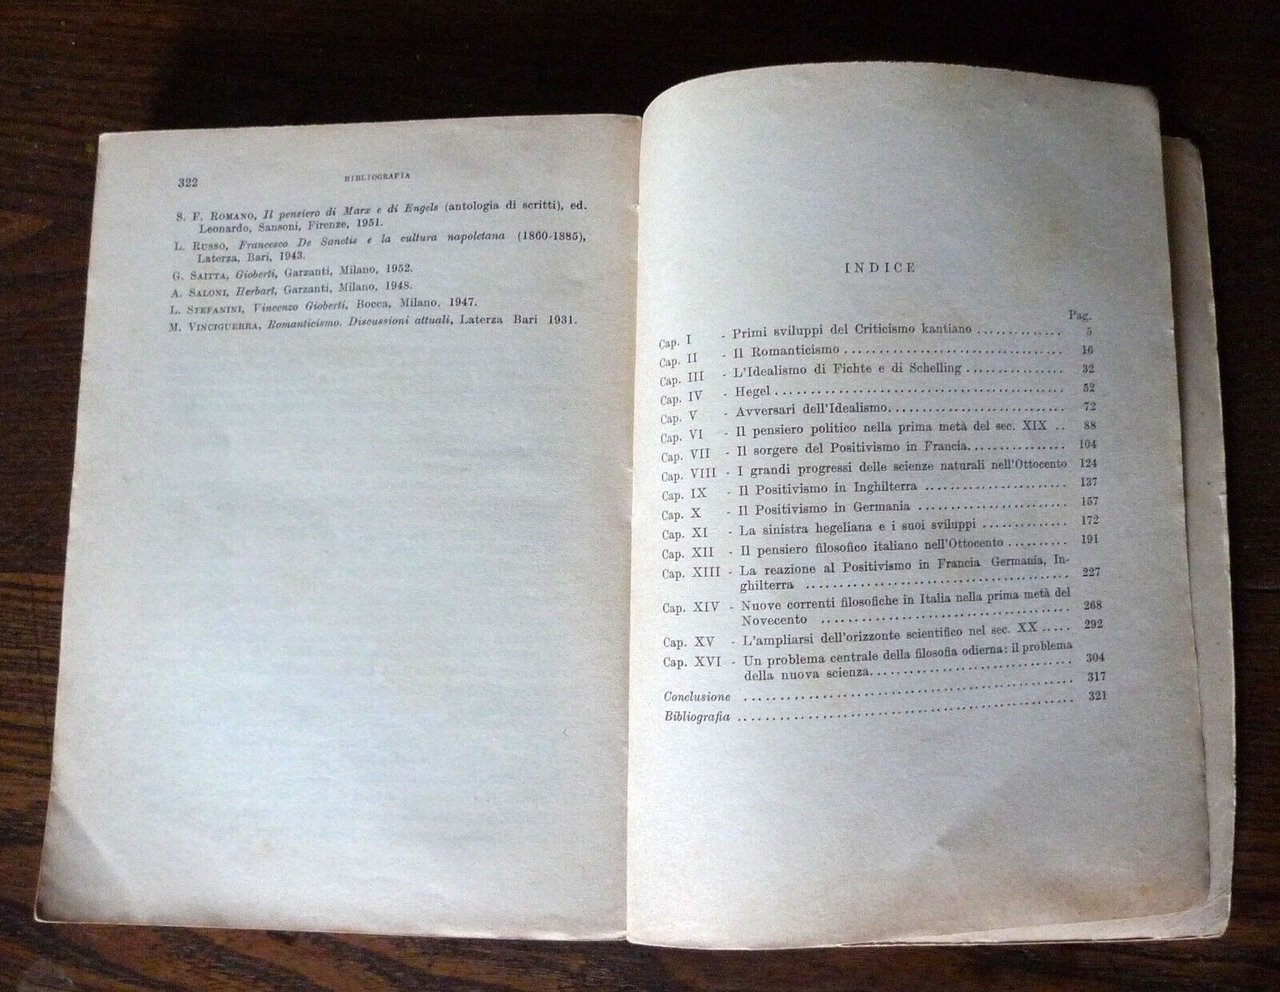 322
BIBLIOGRAFIA
S. F. ROMANO, Il pensiero di Marx e di Engels (antologia di scritti), ed.
Leonardo, Sansoni, Firenze, 1951.
L. RUSSO, Francesco De Sanctis e la cultura napoletana (1860-1885),
Laterza, Bari, 1943.
G. SAITTA, Gioberti, Garzanti, Milano, 1952.
A. SALONI, Herbart, Garzanti, Milano, 1948.
L. STEFANINI, Vincenzo Gioberti, Bocca, Milano, 1947.
M. VINCIGUERRA, Romanticismo. Discussioni attuali, Laterza Bari 1931.
INDICE
Pag.
Cap. I - Primi sviluppi del Criticismo kantiano .............. 5
Cap. II - Il Romanticismo ................................ 16
Cap. III - L'Idealismo di Fichte e di Schelling ............... 32
Cap. IV - Hegel .......................................... 52
Cap. V - Avversari dell'Idealismo.......................... 72
Cap. VI - Il pensiero politico nella prima metà del sec. XIX .. 88
Cap. VII - Il sorgere del Positivismo in Francia............... 104
Cap. VIII - I grandi progressi delle scienze naturali nell'Ottocento 124
Cap. IX - Il Positivismo in Inghilterra ..................... 137
Cap. X - Il Positivismo in Germania ...................... 157
Cap. XI - La sinistra hegeliana e i suoi sviluppi ............. 172
Cap. XII - Il pensiero filosofico italiano nell'Ottocento ......... 191
Cap. XIII - La reazione al Positivismo in Francia Germania, In-
ghilterra ...................................... 227
Cap. XIV - Nuove correnti filosofiche in Italia nella prima metà del
Novecento .................................... 268
Cap. XV - L'ampliarsi dell'orizzonte scientifico nel sec. XX ..... 292
Cap. XVI - Un problema centrale della filosofia odierna: il problema
della nuova scienza............................. 304
Conclusione ................................................ 317
Bibliografia ................................................ 321